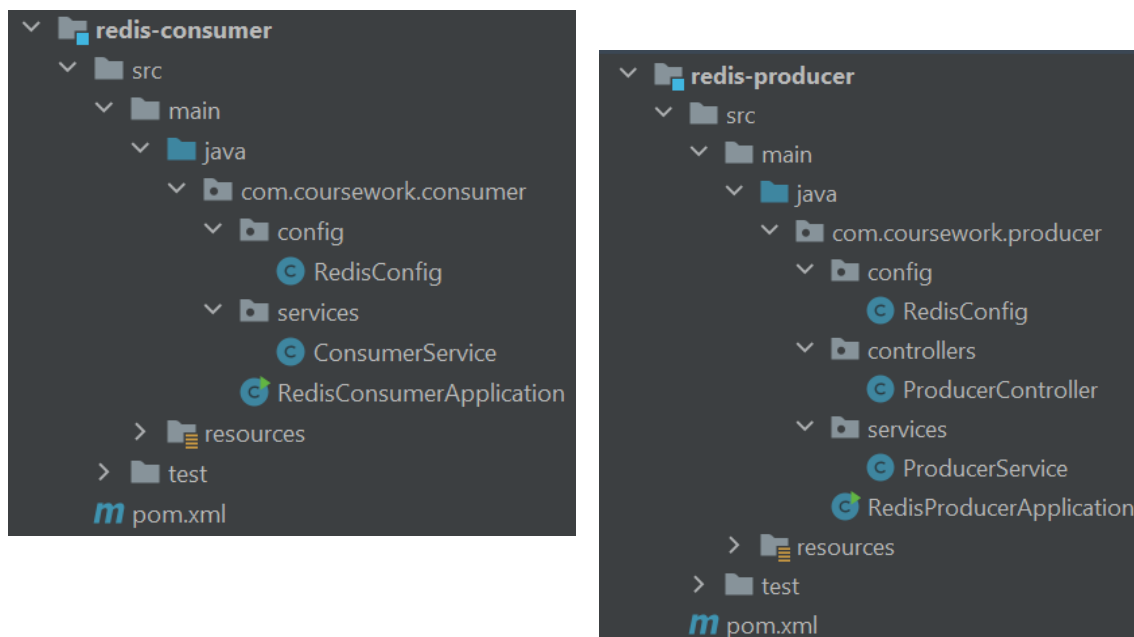 redis-consumer
src
main
java
com.coursework.consumer
config
RedisConfig
services
ConsumerService
RedisConsumerApplication
resources
test
pom.xml
redis-producer
src
main
java
com.coursework.producer
config
RedisConfig
controllers
ProducerController
services
ProducerService
RedisProducerApplication
resources
test
pom.xml